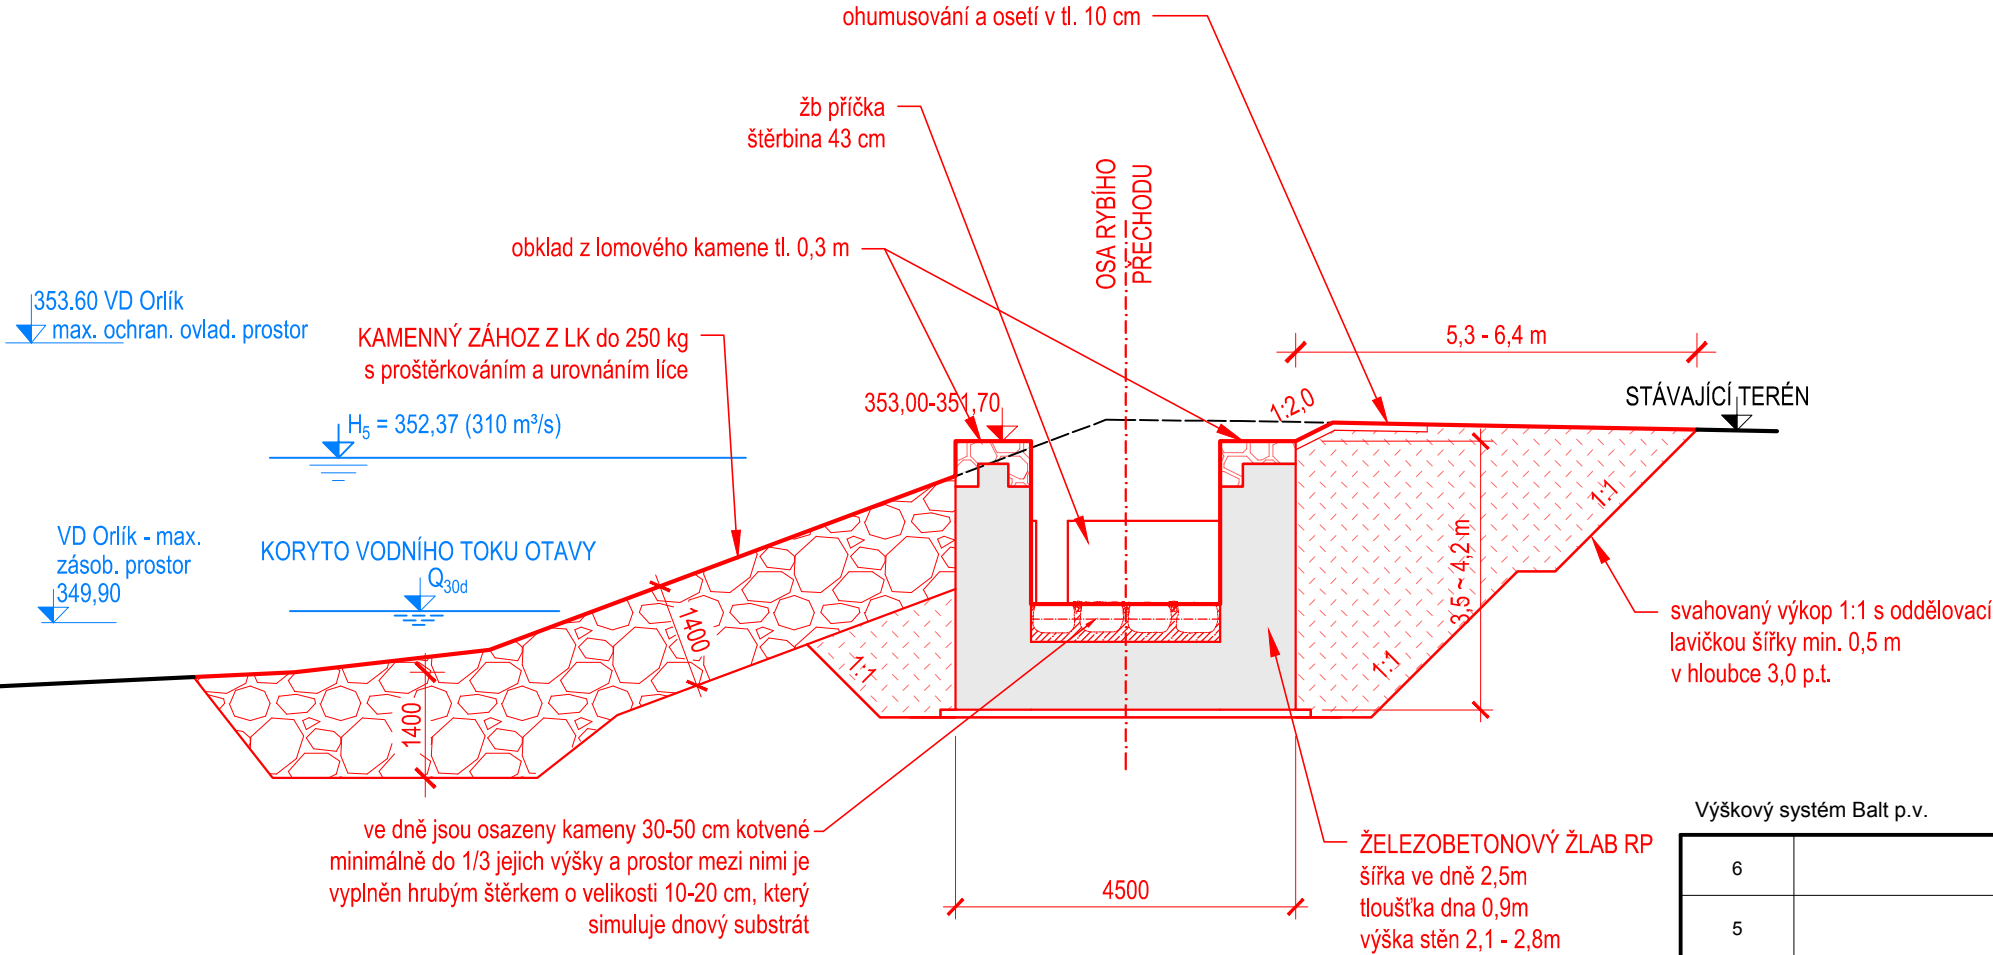 ohumusování a osetí v tl. 10 cm
žb příčka
štěrbina 43 cm
OSA RYBÍHO
PŘECHODU
obklad z lomového kamene tl. 0,3 m
353.60 VD Orlík
max. ochran. ovlad. prostor
KAMENNÝ ZÁHOZ Z LK do 250 kg
s proštěrkováním a urovnáním líce
5,3 - 6,4 m
353,00-351,70
1:2,0
STÁVAJÍCÍ TERÉN
H₅ = 352,37 (310 m³/s)
VD Orlík - max.
zásob. prostor
349,90
KORYTO VODNÍHO TOKU OTAVY
Q₃₀d
1:1
3,5 ~ 4,2 m
1400
1:1
1:1
svahovaný výkop 1:1 s oddělovací
lavičkou šířky min. 0,5 m
v hloubce 3,0 p.t.
1400
ve dně jsou osazeny kameny 30-50 cm kotvené
minimálně do 1/3 jejich výšky a prostor mezi nimi je
vyplněn hrubým štěrkem o velikosti 10-20 cm, který
simuluje dnový substrát
4500
ŽELEZOBETONOVÝ ŽLAB RP
šířka ve dně 2,5m
tloušťka dna 0,9m
výška stěn 2,1 - 2,8m
Výškový systém Balt p.v.
6
5